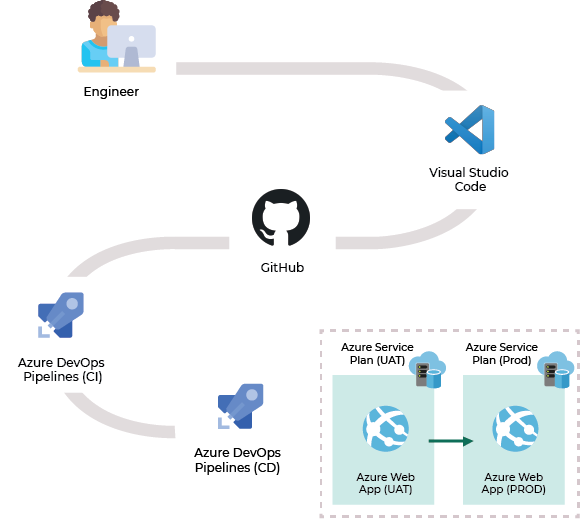 Engineer
Visual Studio
Code
GitHub
Azure DevOps
Pipelines (CI)
Azure DevOps
Pipelines (CD)
Azure Service
Plan (UAT)
Azure Service
Plan (Prod)
Azure Web
App (UAT)
Azure Web
App (PROD)